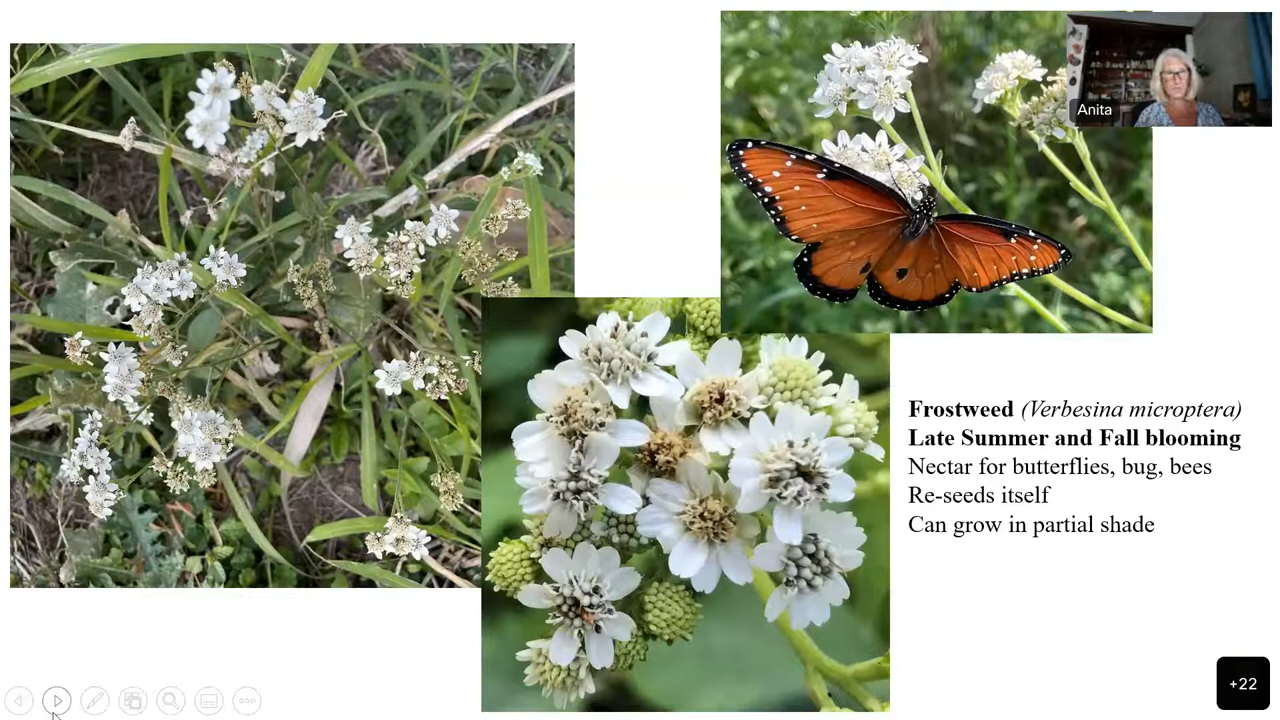 Anita
Frostweed (Verbesina microptera)
Late Summer and Fall blooming
Nectar for butterflies, bug, bees
Re-seeds itself
Can grow in partial shade
+22